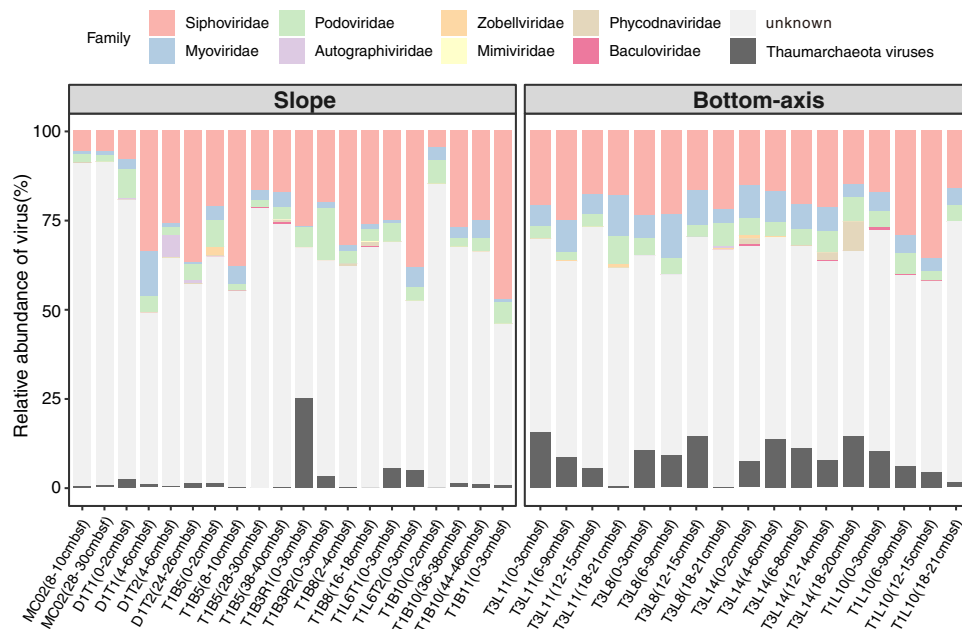 Family
Siphoviridae
Podoviridae
Zobellviridae
Phycodnaviridae
unknown
Myoviridae
Autographiviridae
Mimiviridae
Baculoviridae
Thaumarchaeota viruses
Slope
Bottom-axis
Relative abundance of virus(%)
100
75
50
25
0
MC02(8-10cmbsf)
MC02(28-30cmbsf)
D1T1(0-2cmbsf)
D1T1(4-6cmbsf)
D1T2(4-6cmbsf)
D1T2(24-26cmbsf)
T1B5(0-2cmbsf)
T1B5(8-10cmbsf)
T1B5(28-30cmbsf)
T1B5(38-40cmbsf)
T1B3R1(0-3cmbsf)
T1B3R2(0-3cmbsf)
T1B8(2-4cmbsf)
T1B8(16-18cmbsf)
T1L6T1(0-3cmbsf)
T1L6T2(0-3cmbsf)
T1B10(0-2cmbsf)
T1B10(36-38cmbsf)
T1B10(44-46cmbsf)
T1B11(0-3cmbsf)
T3L11(0-3cmbsf)
T3L11(6-9cmbsf)
T3L11(12-15cmbsf)
T3L11(18-21cmbsf)
T3L8(0-3cmbsf)
T3L8(6-9cmbsf)
T3L8(12-15cmbsf)
T3L8(18-21cmbsf)
T3L14(0-2cmbsf)
T3L14(4-6cmbsf)
T3L14(6-8cmbsf)
T3L14(12-14cmbsf)
T3L14(18-20cmbsf)
T1L10(0-3cmbsf)
T1L10(6-9cmbsf)
T1L10(12-15cmbsf)
T1L10(18-21cmbsf)